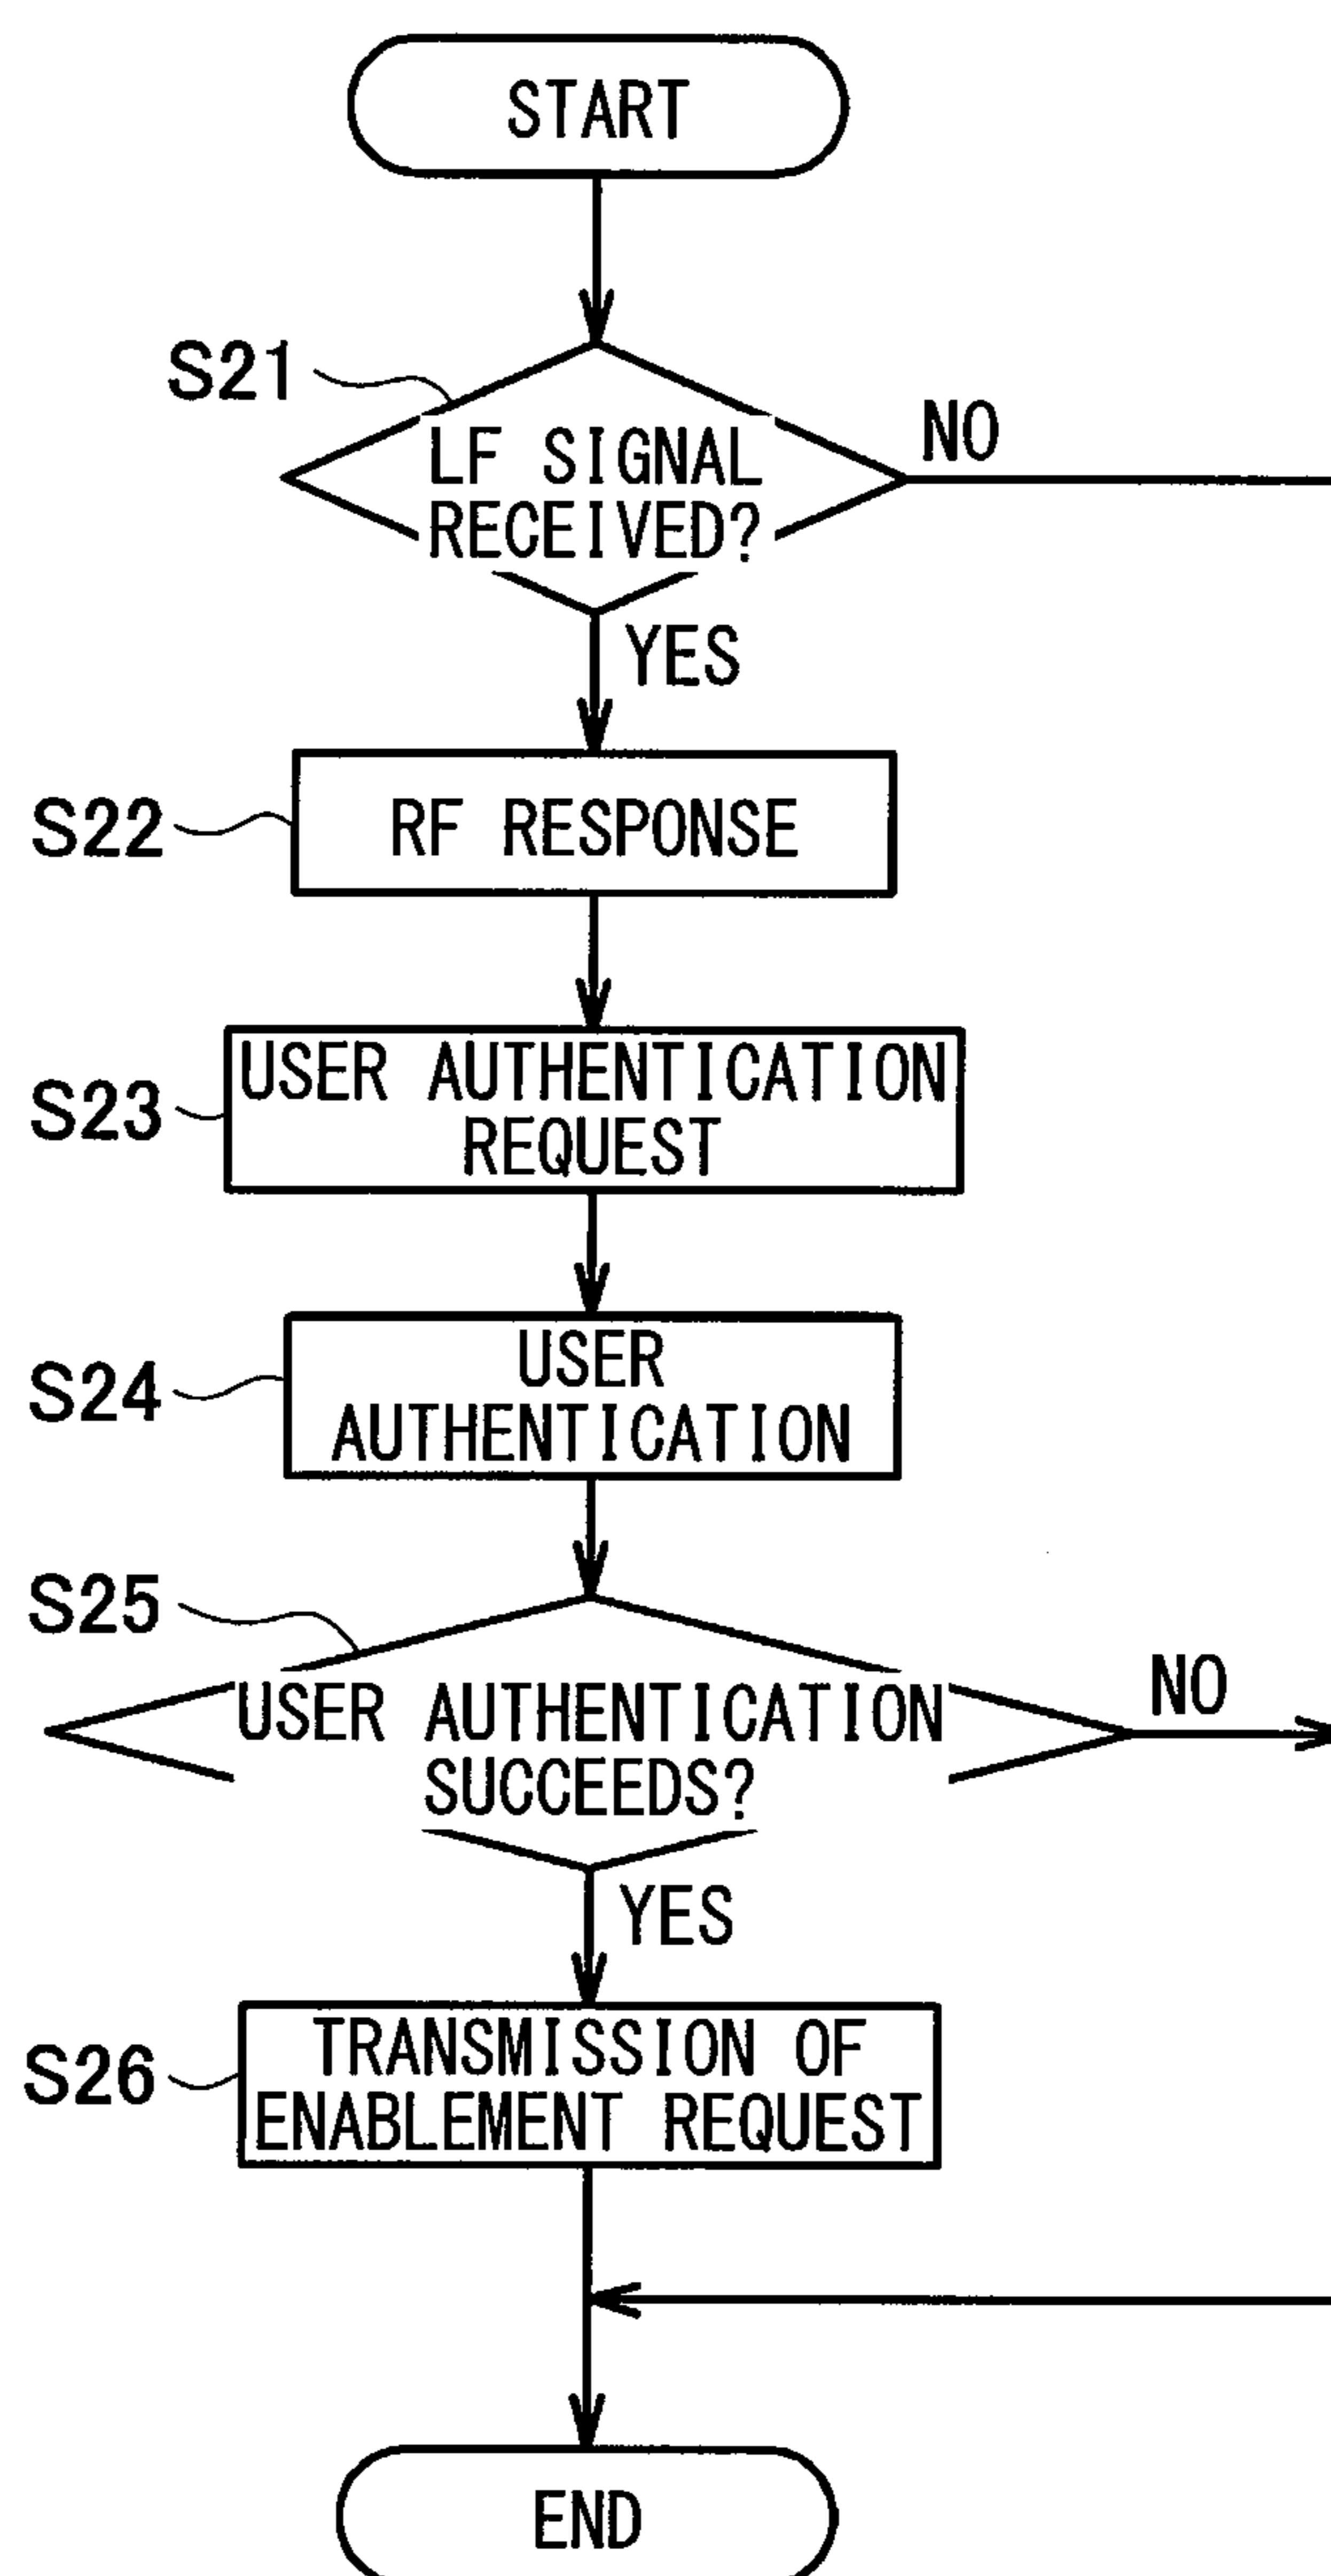 START
S21
LF SIGNAL
RECEIVED?
NO
YES
S22
RF RESPONSE
S23
USER AUTHENTICATION
REQUEST
S24
USER
AUTHENTICATION
S25
USER AUTHENTICATION
SUCCEEDS?
NO
YES
S26
TRANSMISSION OF
ENABLEMENT REQUEST
END